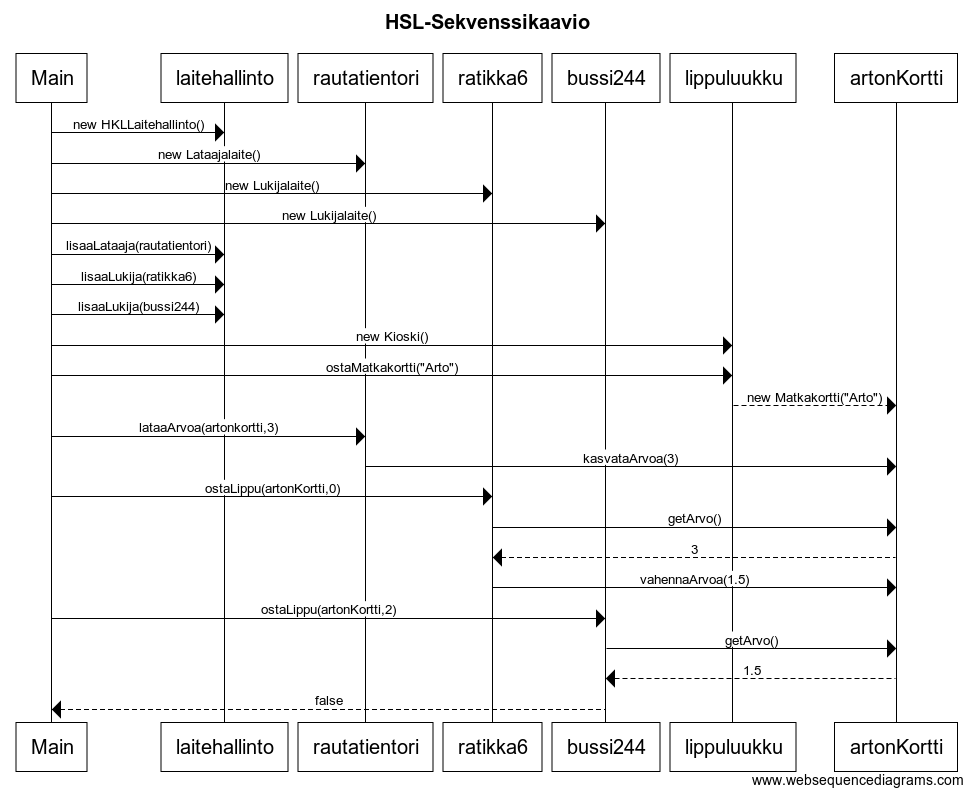 HSL-Sekvenssikaavio
Main laitehallinto rautatientori ratikka6 bussi244 lippuluukku artonKortti
new HKLLaitehallinto()
new Lataajalaite()
new Lukijalaite()
new Lukijalaite()
lisaaLataaja(rautatientori)
lisaaLukija(ratikka6)
lisaaLukija(bussi244)
new Kioski()
ostaMatkakortti("Arto")
new Matkakortti("Arto")
lataaArvoa(artonkortti,3)
kasvataArvoa(3)
ostaLippu(artonKortti,0)
getArvo()
3
vahennaArvoa(1.5)
ostaLippu(artonKortti,2)
getArvo()
1.5
false
Main laitehallinto rautatientori ratikka6 bussi244 lippuluukku artonKortti
www.websequencediagrams.com